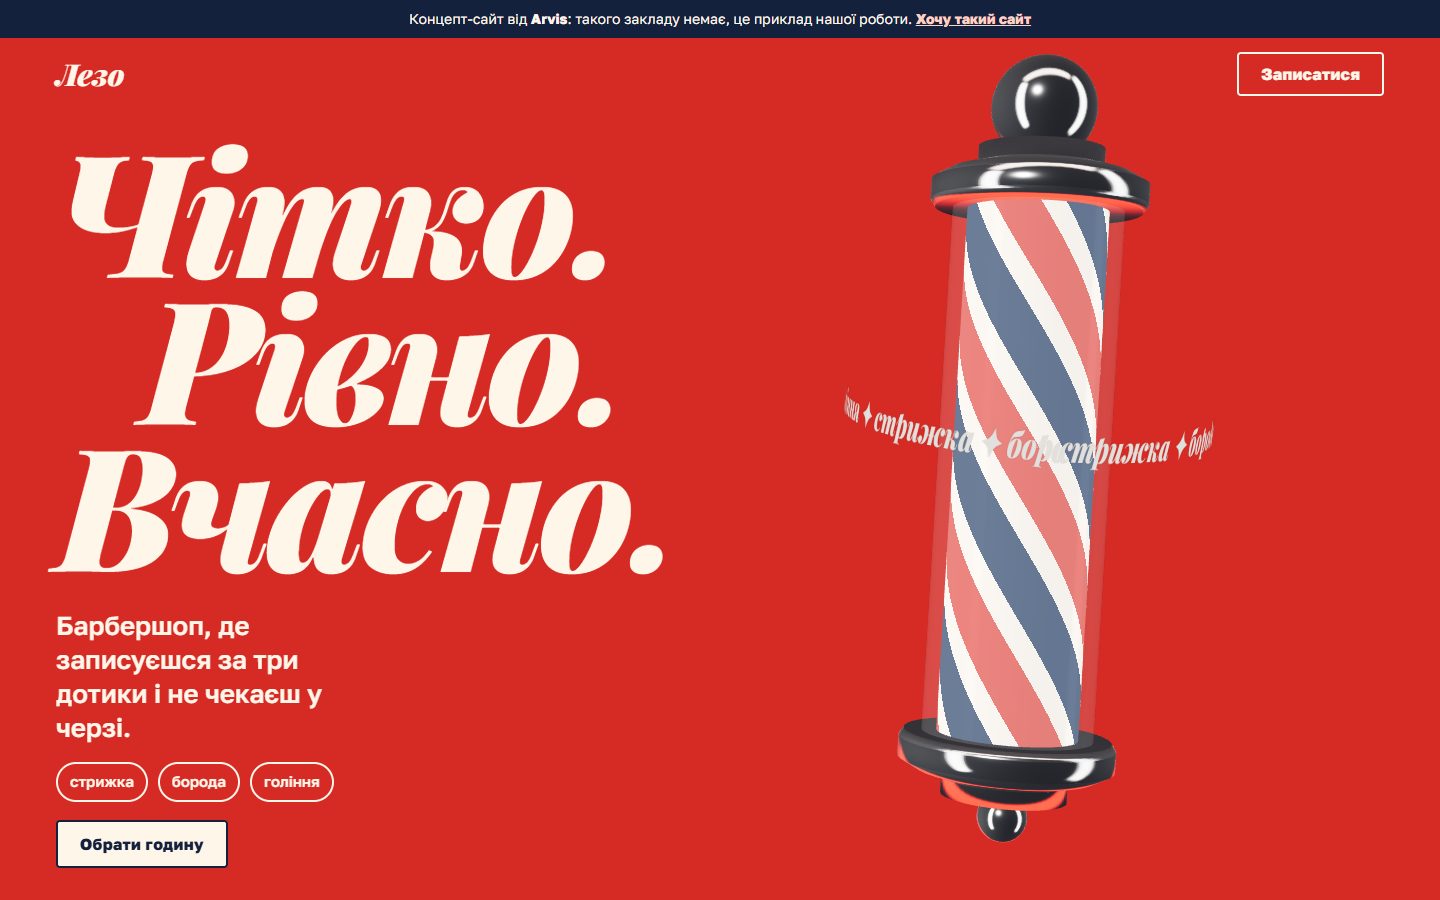 Концепт-сайт від Arvis: такого закладу немає, це приклад нашої роботи. Хочу такий сайт
Лезо
Записатися
Чітко.
Рівно.
Вчасно.
✦ стрижка ✦ стрижка ✦
Барбершоп, де
записуєшся за три
дотики і не чекаєш у
черзі.
стрижка
борода
гоління
Обрати годину